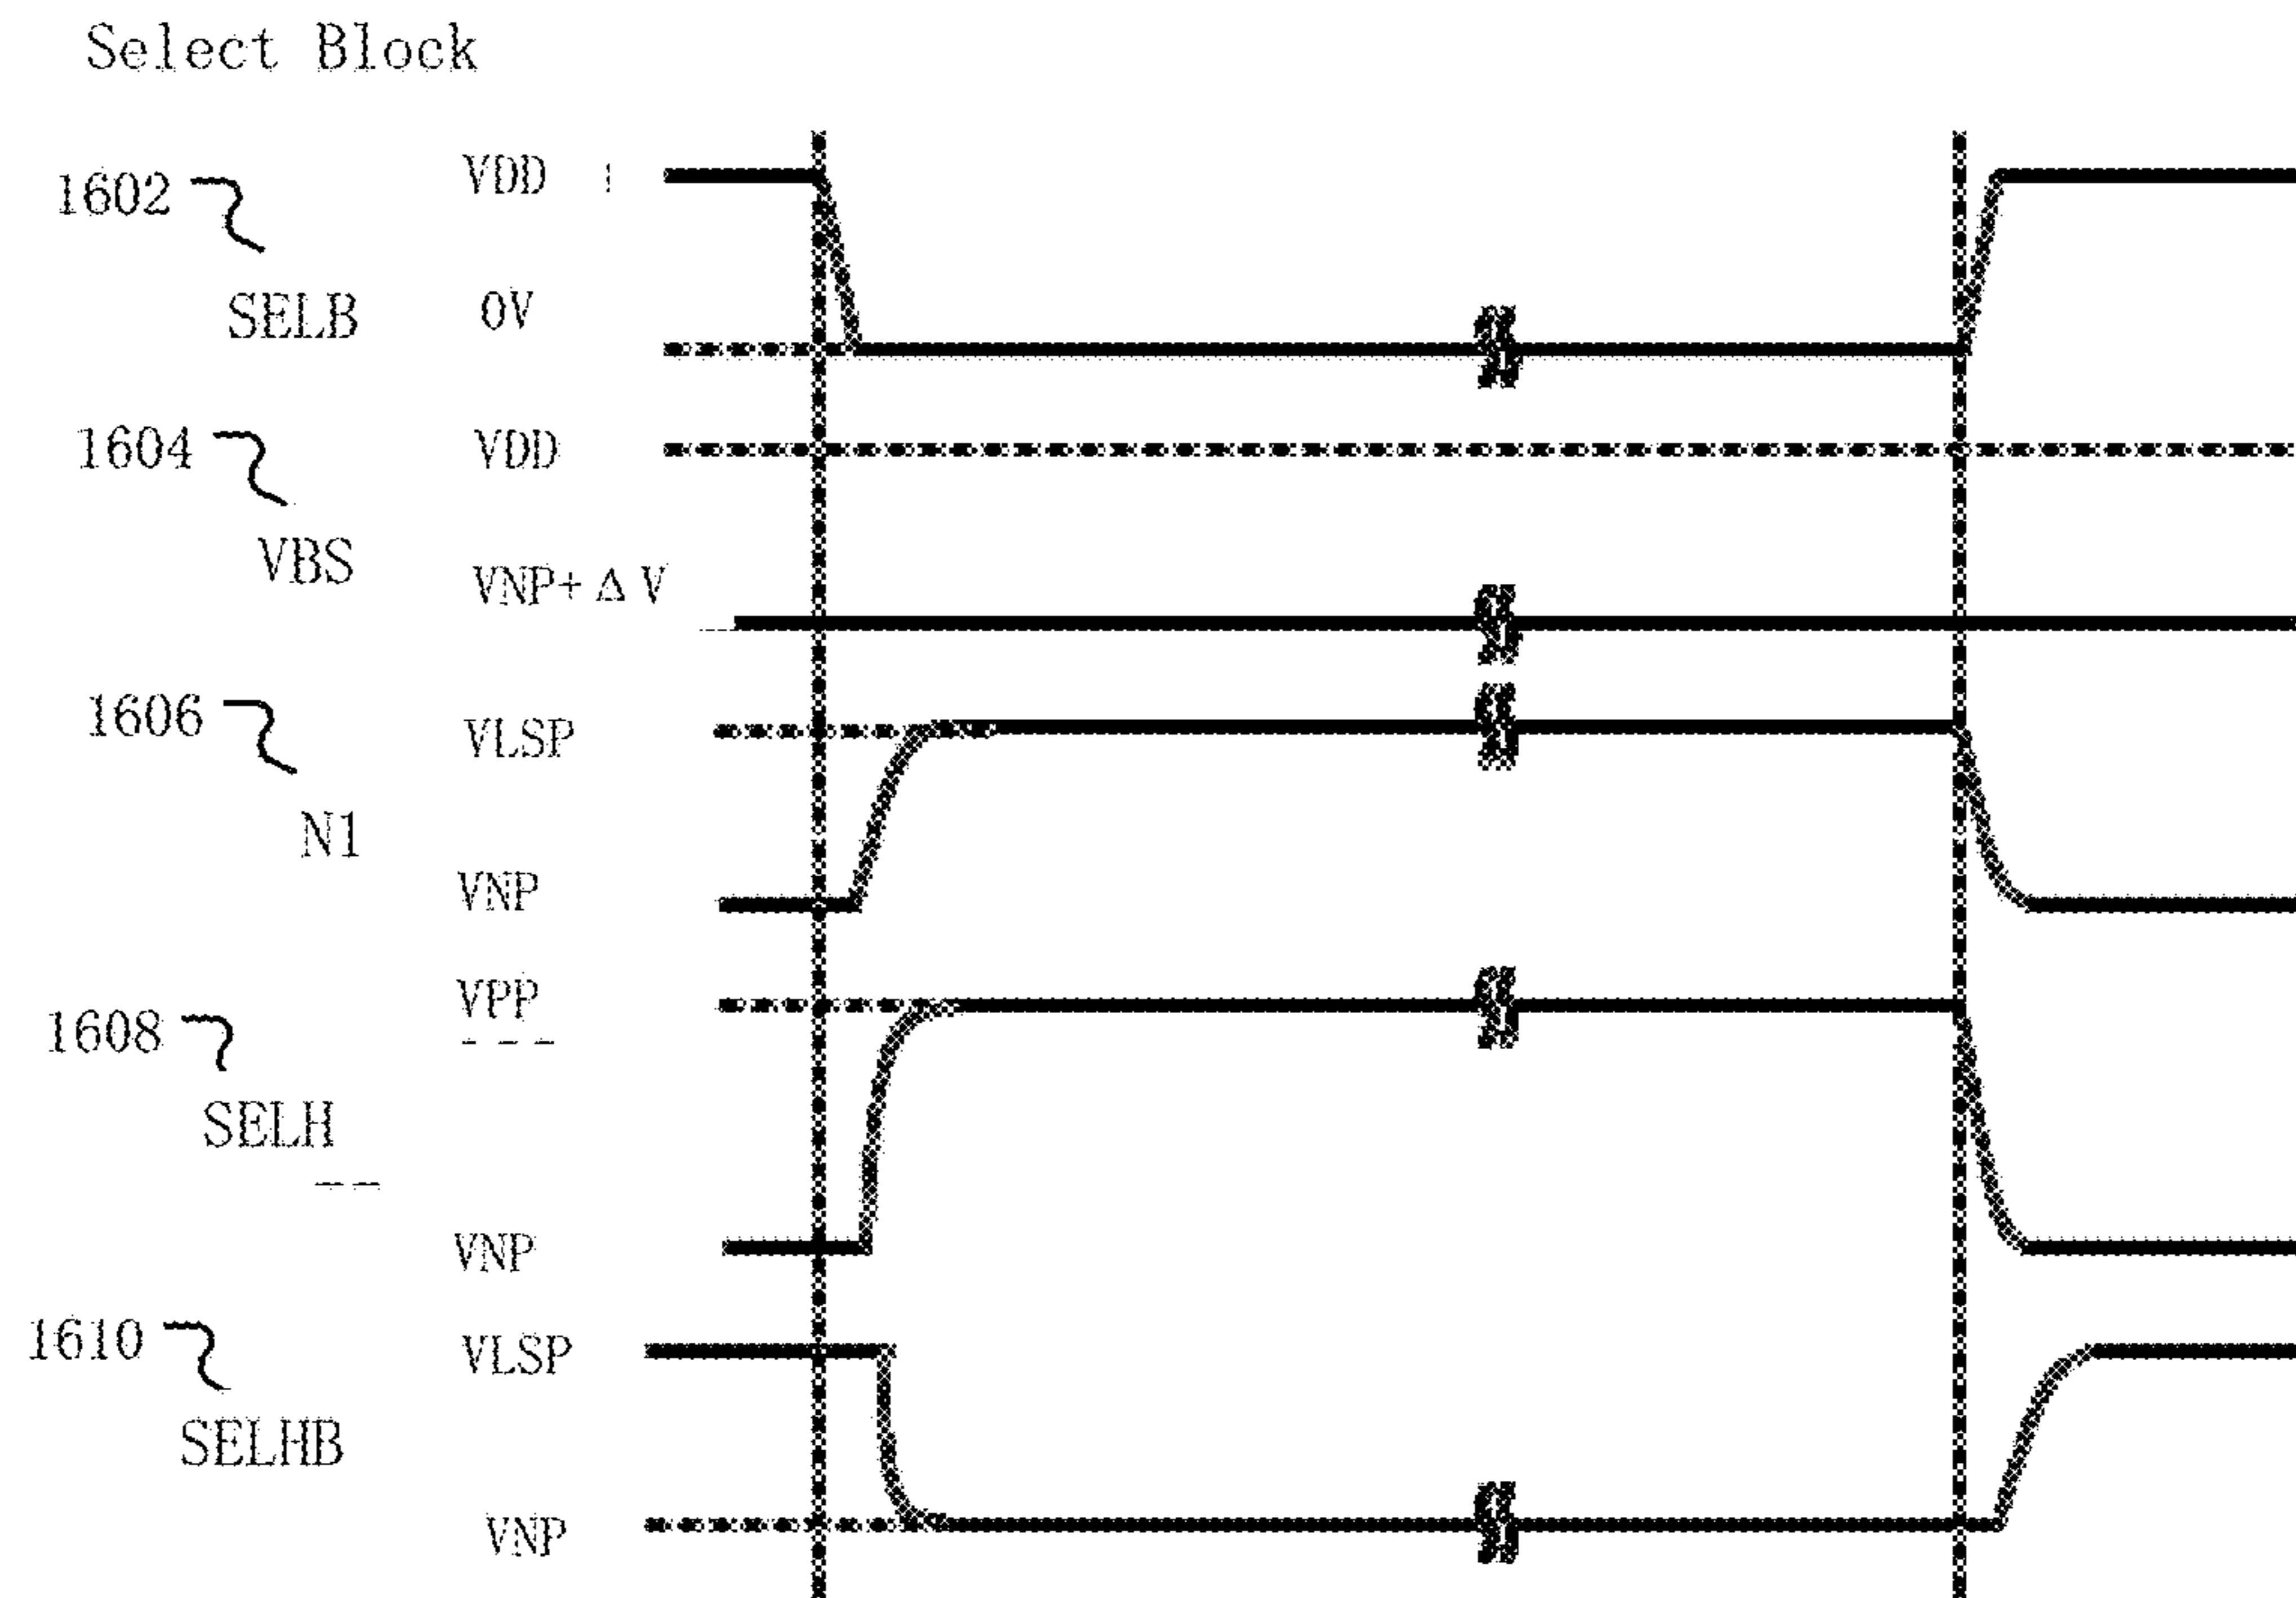 Select Block
1602 VDD
SELB 0V
1604 VDD
VBS VNP+ΔV
1606 VLSP
N1
VNP
1608 VPP
SELH
VNP
1610 VLSP
SELHB
VNP